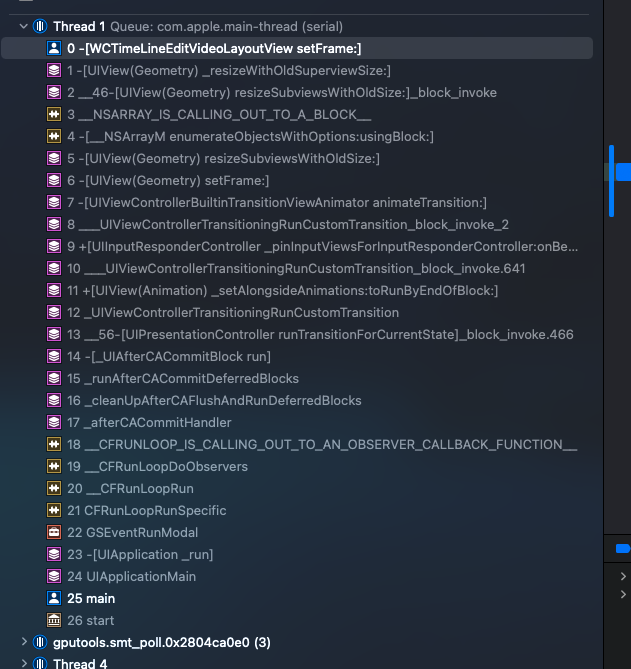 Thread 1 Queue: com.apple.main-thread (serial)
0 -[WCTimeLineEditVideoLayoutView setFrame:]
1 -[UIView(Geometry) _resizeWithOldSuperviewSize:]
2 __46-[UIView(Geometry) resizeSubviewsWithOldSize:]_block_invoke
3 __NSARRAY_IS_CALLING_OUT_TO_A_BLOCK__
4 -[__NSArrayM enumerateObjectsWithOptions:usingBlock:]
5 -[UIView(Geometry) resizeSubviewsWithOldSize:]
6 -[UIView(Geometry) setFrame:]
7 -[UIViewControllerBuiltinTransitionViewAnimator animateTransition:]
8 ___UIViewControllerTransitioningRunCustomTransition_block_invoke_2
9 +[UIInputResponderController _pinInputViewsForInputResponderController:onBe...
10 ___UIViewControllerTransitioningRunCustomTransition_block_invoke.641
11 +[UIView(Animation) _setAlongsideAnimations:toRunByEndOfBlock:]
12 _UIViewControllerTransitioningRunCustomTransition
13 __56-[UIPresentationController runTransitionForCurrentState]_block_invoke.466
14 -[_UIAfterCACommitBlock run]
15 _runAfterCACommitDeferredBlocks
16 _cleanUpAfterCAFlushAndRunDeferredBlocks
17 _afterCACommitHandler
18 __CFRUNLOOP_IS_CALLING_OUT_TO_AN_OBSERVER_CALLBACK_FUNCTION__
19 __CFRunLoopDoObservers
20 __CFRunLoopRun
21 CFRunLoopRunSpecific
22 GSEventRunModal
23 -[UIApplication _run]
24 UIApplicationMain
25 main
26 start
gputools.smt_poll.0x2804ca0e0 (3)
Thread 4